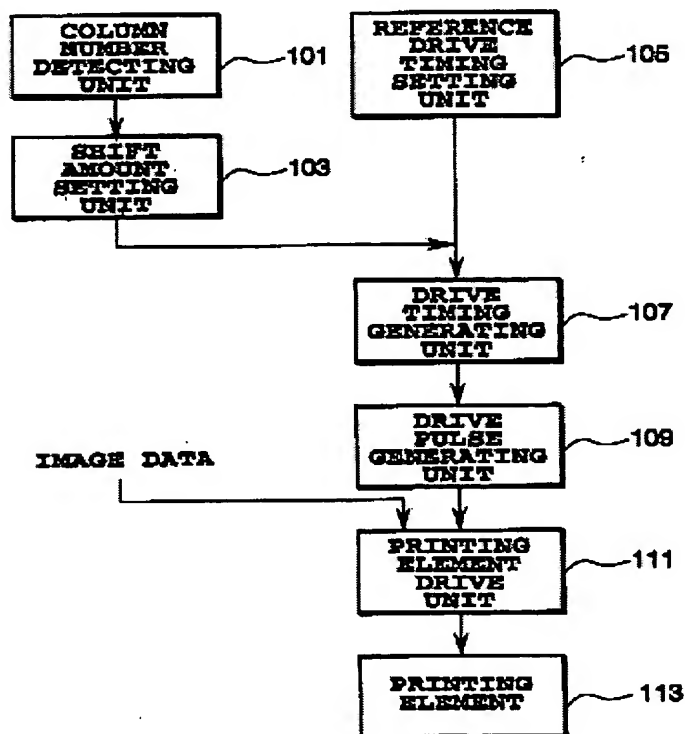 COLUMN
NUMBER
DETECTING
UNIT
101
REFERENCE
DRIVE
TIMING
SETTING
UNIT
105
SHIFT
AMOUNT
SETTING
UNIT
103
DRIVE
TIMING
GENERATING
UNIT
107
DRIVE
PULSE
GENERATING
UNIT
109
IMAGE DATA
PRINTING
ELEMENT
DRIVE
UNIT
111
PRINTING
ELEMENT
113